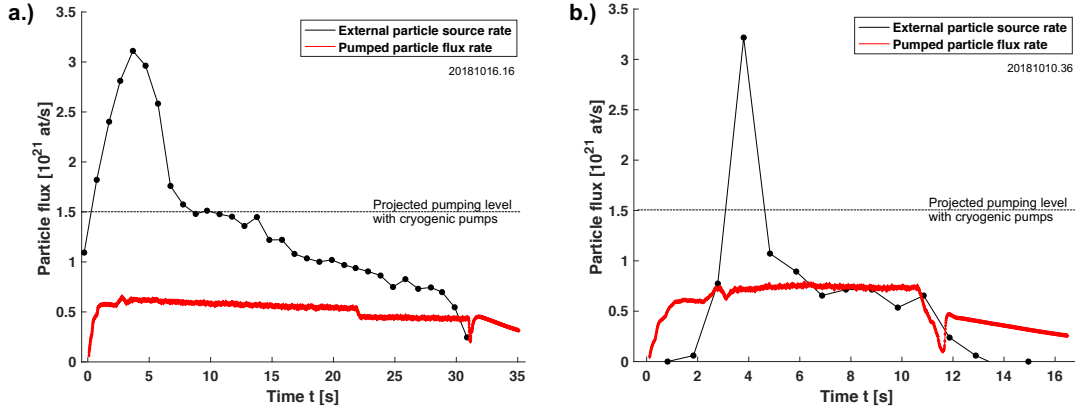 a.)
External particle source rate
Pumped particle flux rate
20181016.16
Projected pumping level
with cryogenic pumps
Particle flux [10^21 at/s]
3.5
3
2.5
2
1.5
1
0.5
0
0 5 10 15 20 25 30 35
Time t [s]
b.)
External particle source rate
Pumped particle flux rate
20181010.36
Projected pumping level
with cryogenic pumps
Particle flux [10^21 at/s]
3.5
3
2.5
2
1.5
1
0.5
0
0 2 4 6 8 10 12 14 16
Time t [s]